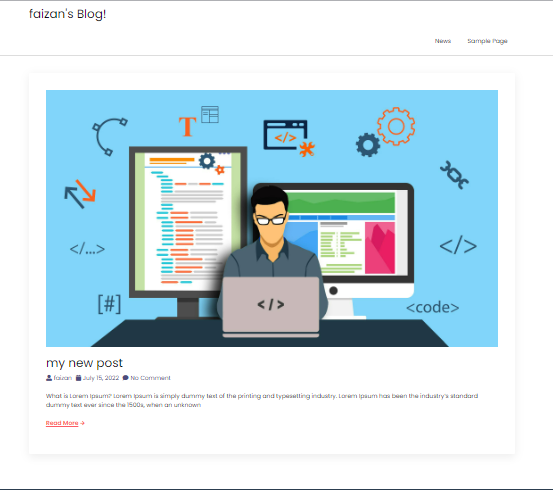 faizan's Blog!
News Sample Page
T
</>
</...>
</>
[#]
</>
<code>
my new post
faizan July 15, 2022 No Comment
What is Lorem Ipsum? Lorem Ipsum is simply dummy text of the printing and typesetting industry. Lorem Ipsum has been the industry's standard
dummy text ever since the 1500s, when an unknown
Read More →